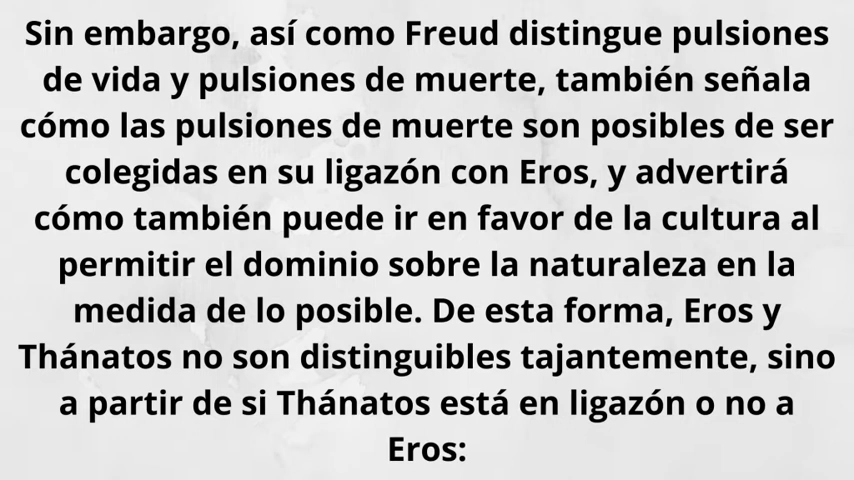 Sin embargo, así como Freud distingue pulsiones
de vida y pulsiones de muerte, también señala
cómo las pulsiones de muerte son posibles de ser
colegidas en su ligazón con Eros, y advertirá
cómo también puede ir en favor de la cultura al
permitir el dominio sobre la naturaleza en la
medida de lo posible. De esta forma, Eros y
Thánatos no son distinguibles tajantemente, sino
a partir de si Thánatos está en ligazón o no a
Eros: